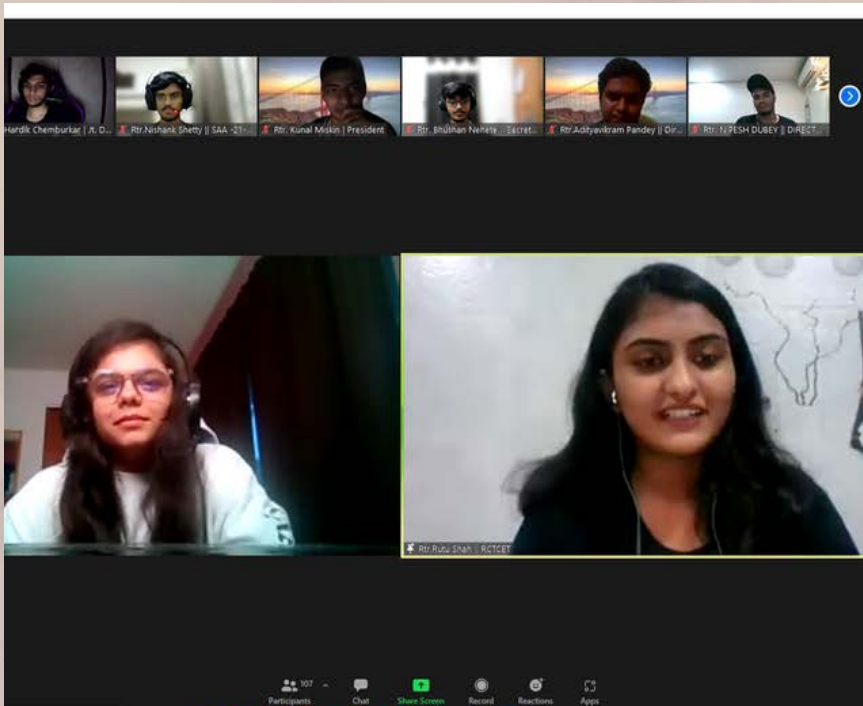 Hardik Chemburkar | Jt. D...
Rtr.Nishank Shetty || SAA -21-...
Rtr. Kunal Miskin | President
Rtr. Bhushan Nehete - Secret...
Rtr.Adityavikram Pandey || Dir...
Rtr. N PESH DUBEY || DIRECT...
Rtr.Rutu Shah || RCTCET
107
Participants
Chat
Share Screen
Record
Reactions
Apps